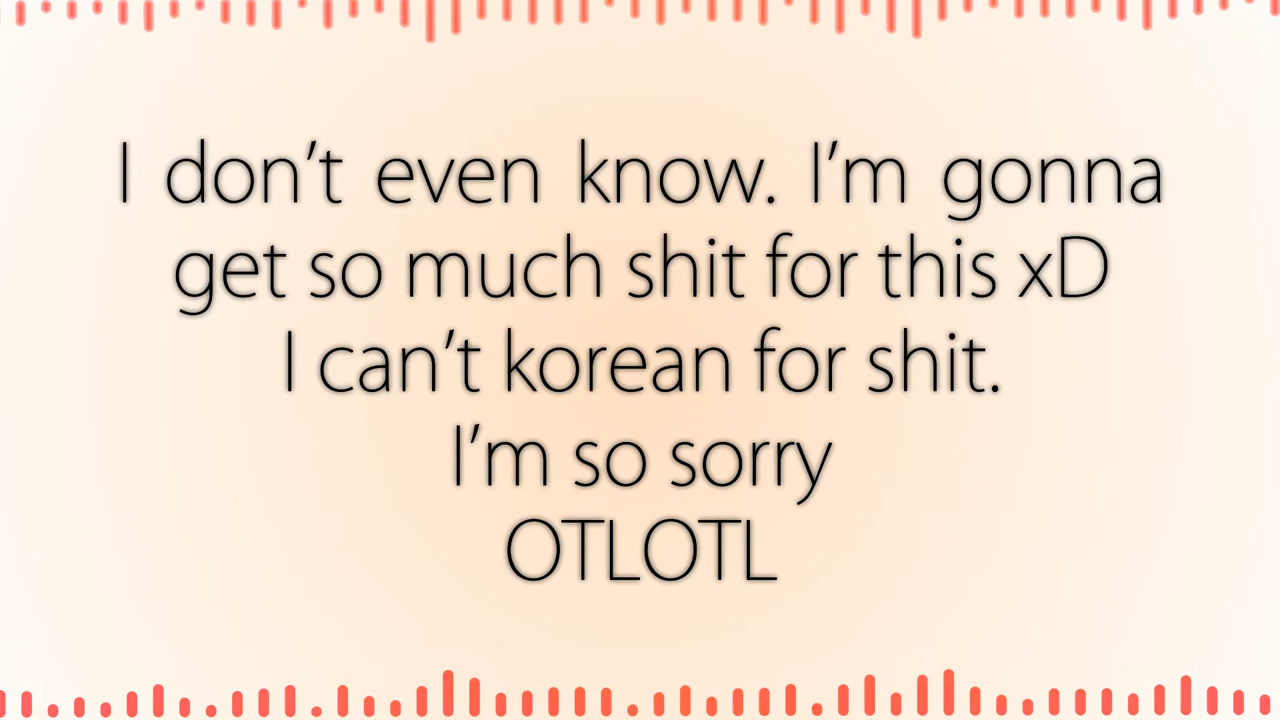 I don’t even know. I’m gonna
get so much shit for this xD
I can’t korean for shit.
I’m so sorry
OTLOTL